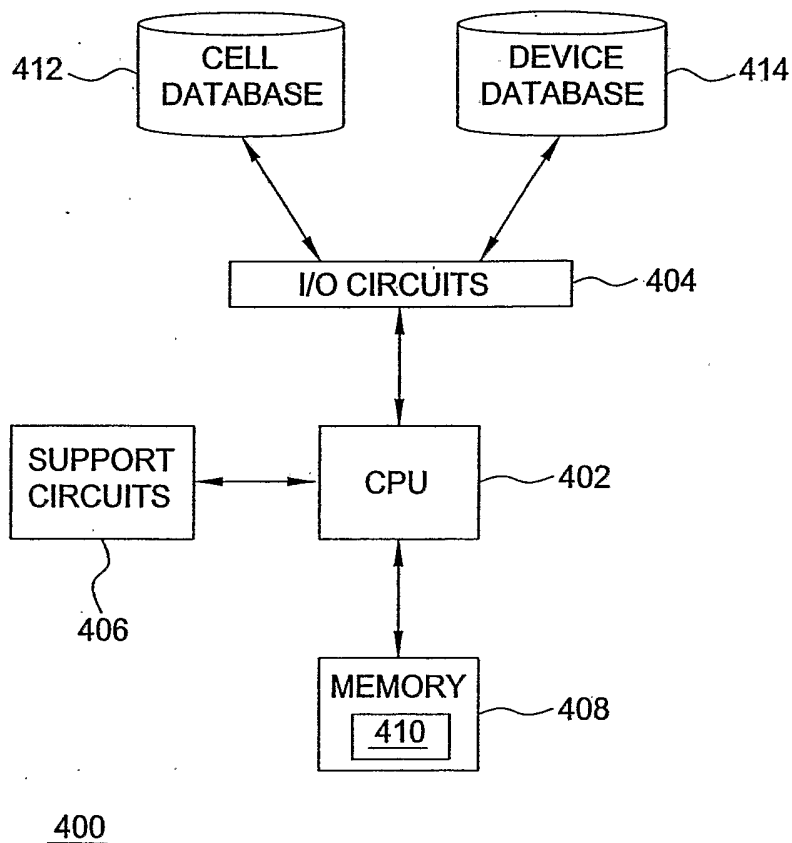 CELL
DATABASE
412
DEVICE
DATABASE
414
I/O CIRCUITS
404
SUPPORT
CIRCUITS
406
CPU
402
MEMORY
410
408
400